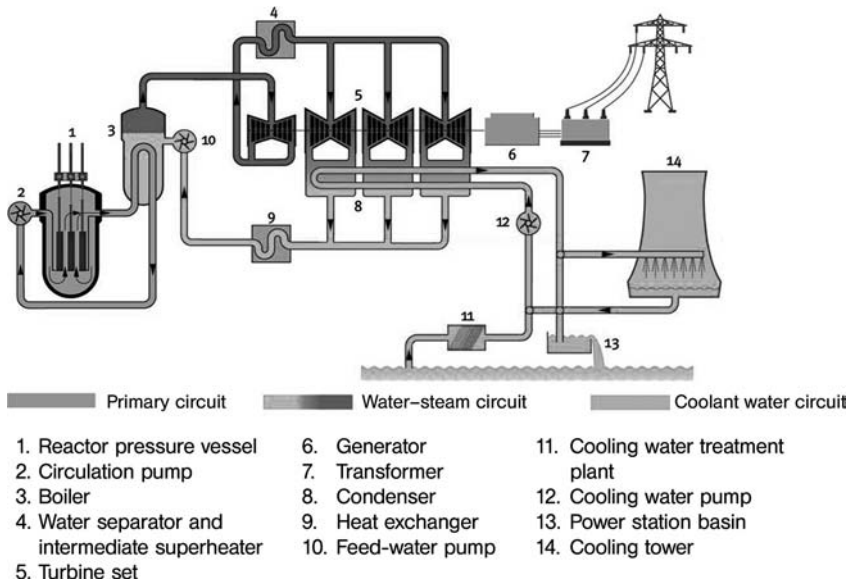 4
5
1
3
10
6
7
14
2
8
9
12
11
13
Primary circuit
Water–steam circuit
Coolant water circuit
1. Reactor pressure vessel
2. Circulation pump
3. Boiler
4. Water separator and
intermediate superheater
5. Turbine set
6. Generator
7. Transformer
8. Condenser
9. Heat exchanger
10. Feed-water pump
11. Cooling water treatment
plant
12. Cooling water pump
13. Power station basin
14. Cooling tower